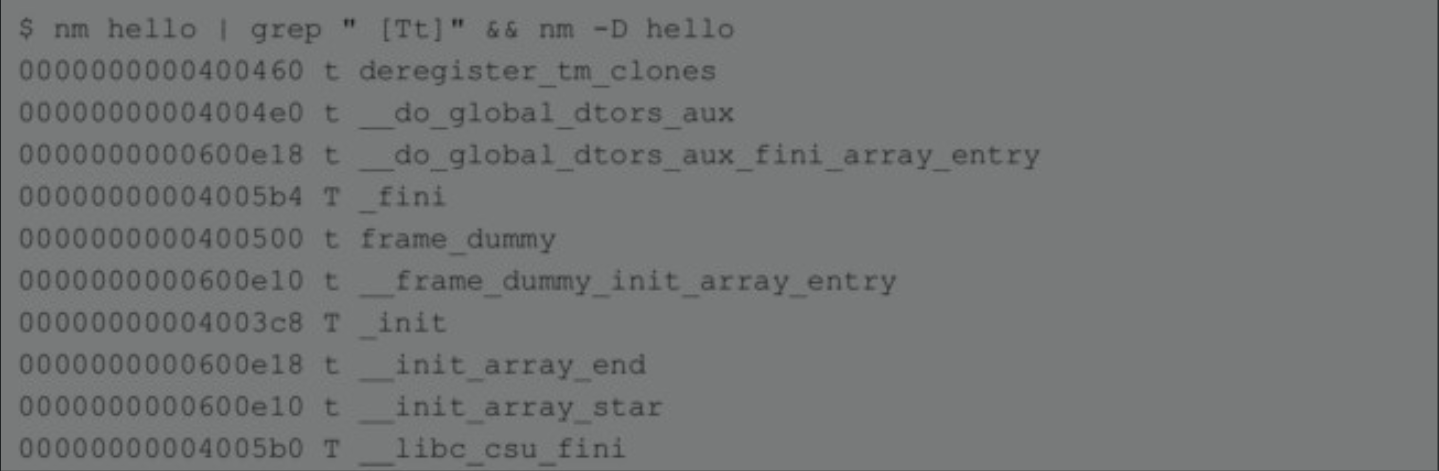 $ nm hello | grep " [Tt]" && nm -D hello
0000000000400460 t deregister_tm_clones
00000000004004e0 t __do_global_dtors_aux
0000000000600e18 t __do_global_dtors_aux_fini_array_entry
00000000004005b4 T _fini
0000000000400500 t frame_dummy
0000000000600e10 t __frame_dummy_init_array_entry
00000000004003c8 T _init
0000000000600e18 t __init_array_end
0000000000600e10 t __init_array_star
00000000004005b0 T __libc_csu_fini